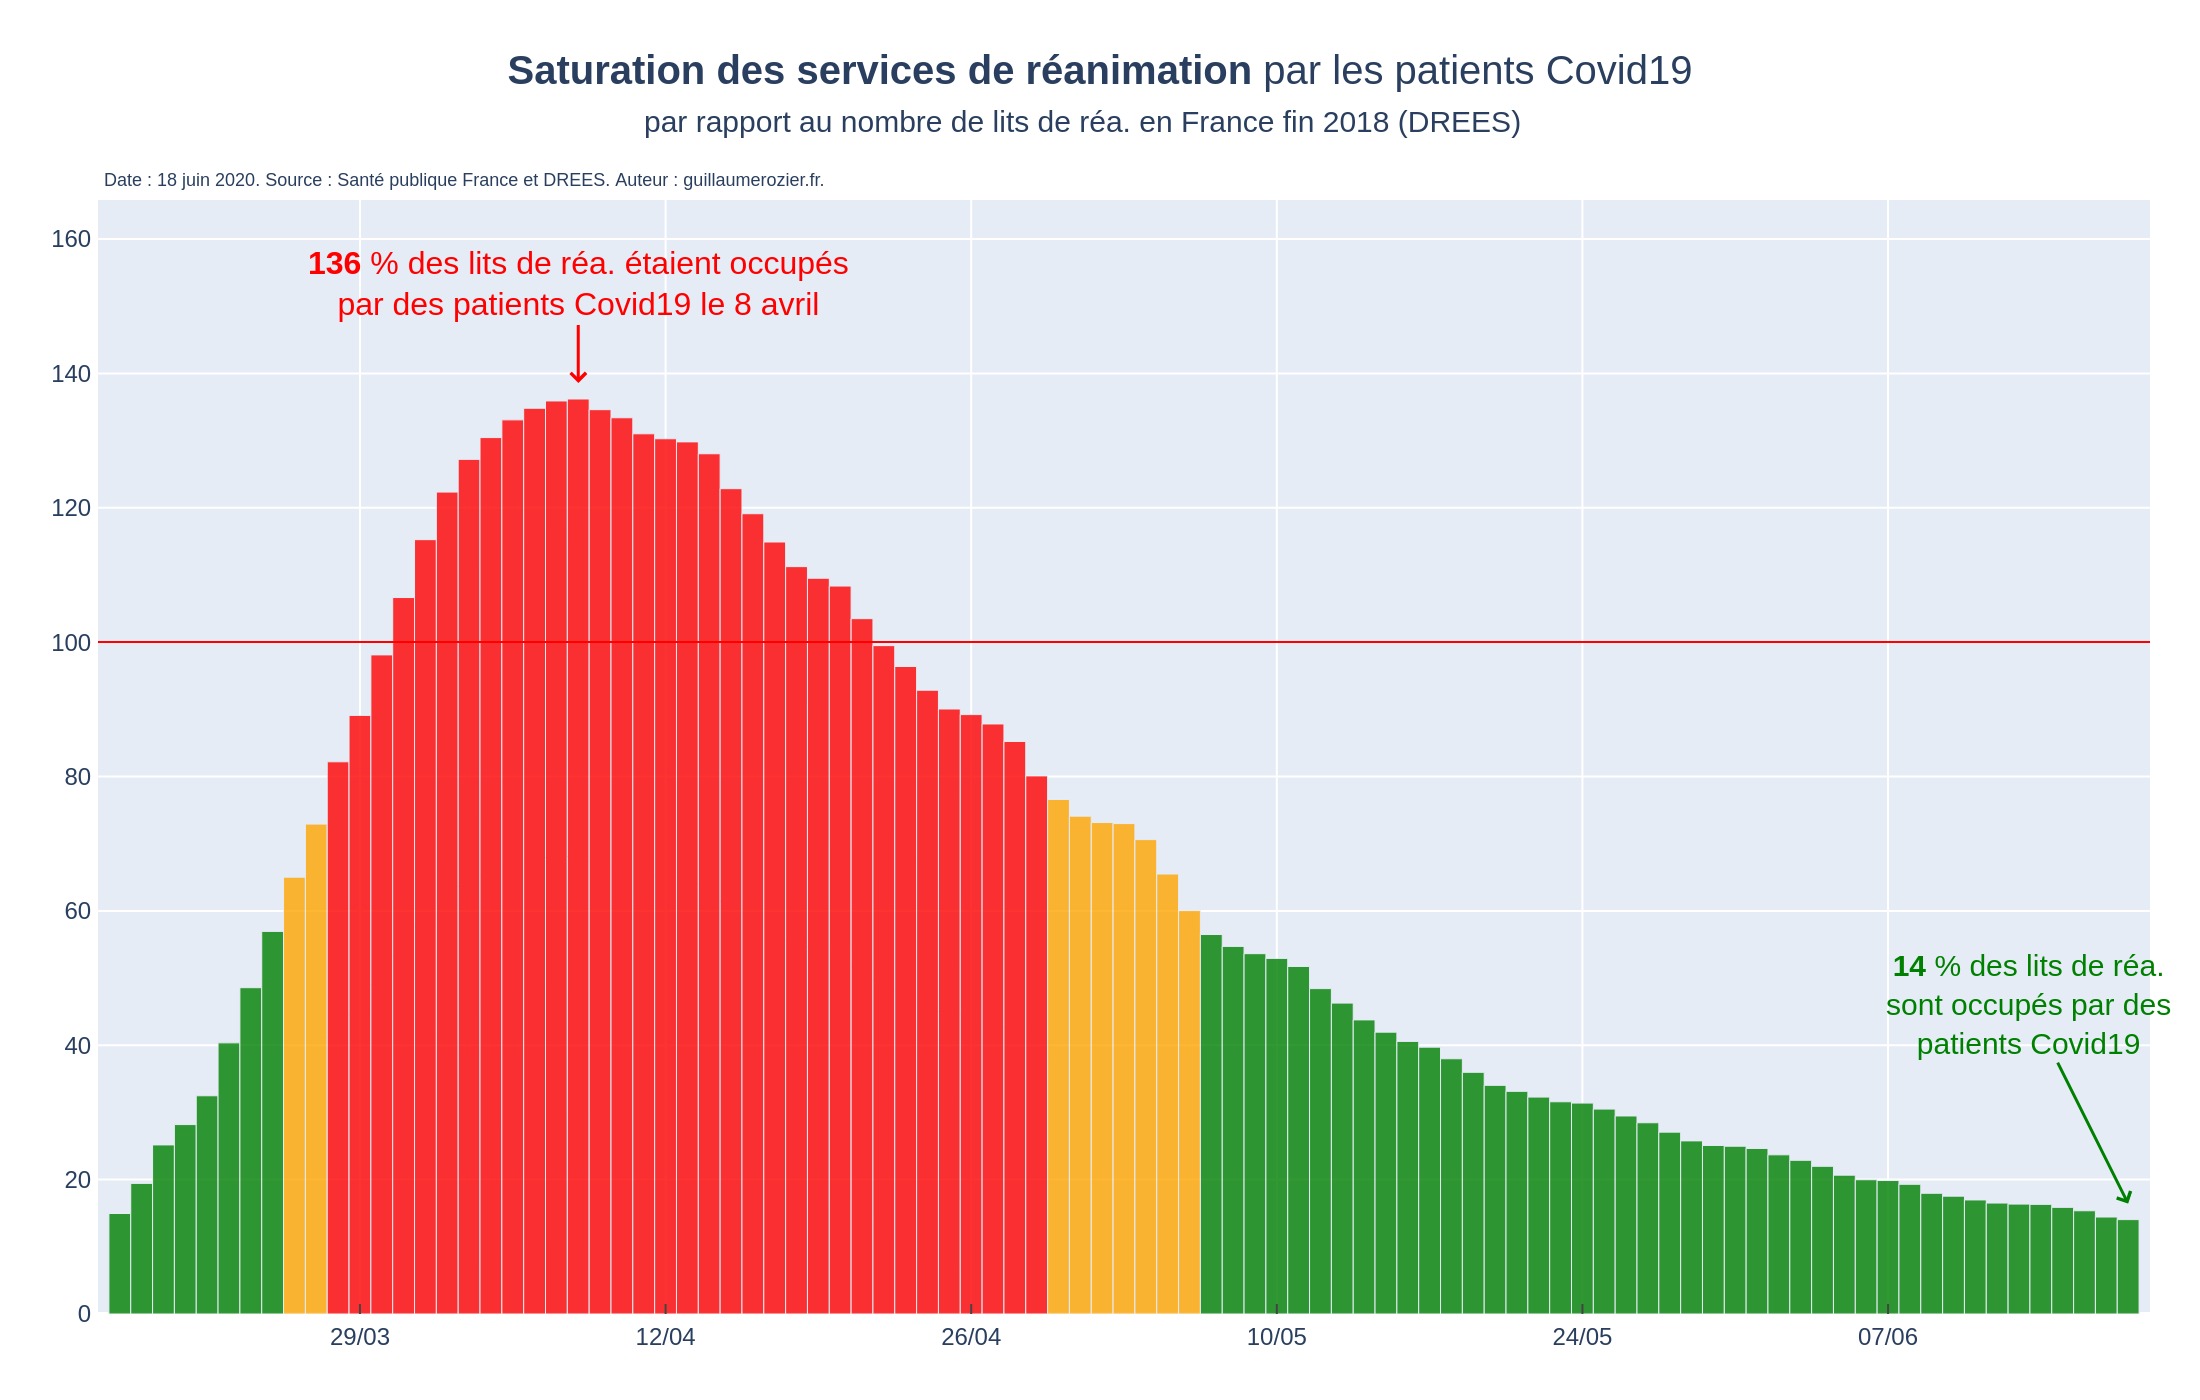 Saturation des services de réanimation par les patients Covid19
par rapport au nombre de lits de réa. en France fin 2018 (DREES)
Date : 18 juin 2020. Source : Santé publique France et DREES. Auteur : guillaumerozier.fr.
160
136 % des lits de réa. étaient occupés
par des patients Covid19 le 8 avril
140
120
100
80
60
14 % des lits de réa.
sont occupés par des
patients Covid19
40
20
0
29/03 12/04 26/04 10/05 24/05 07/06